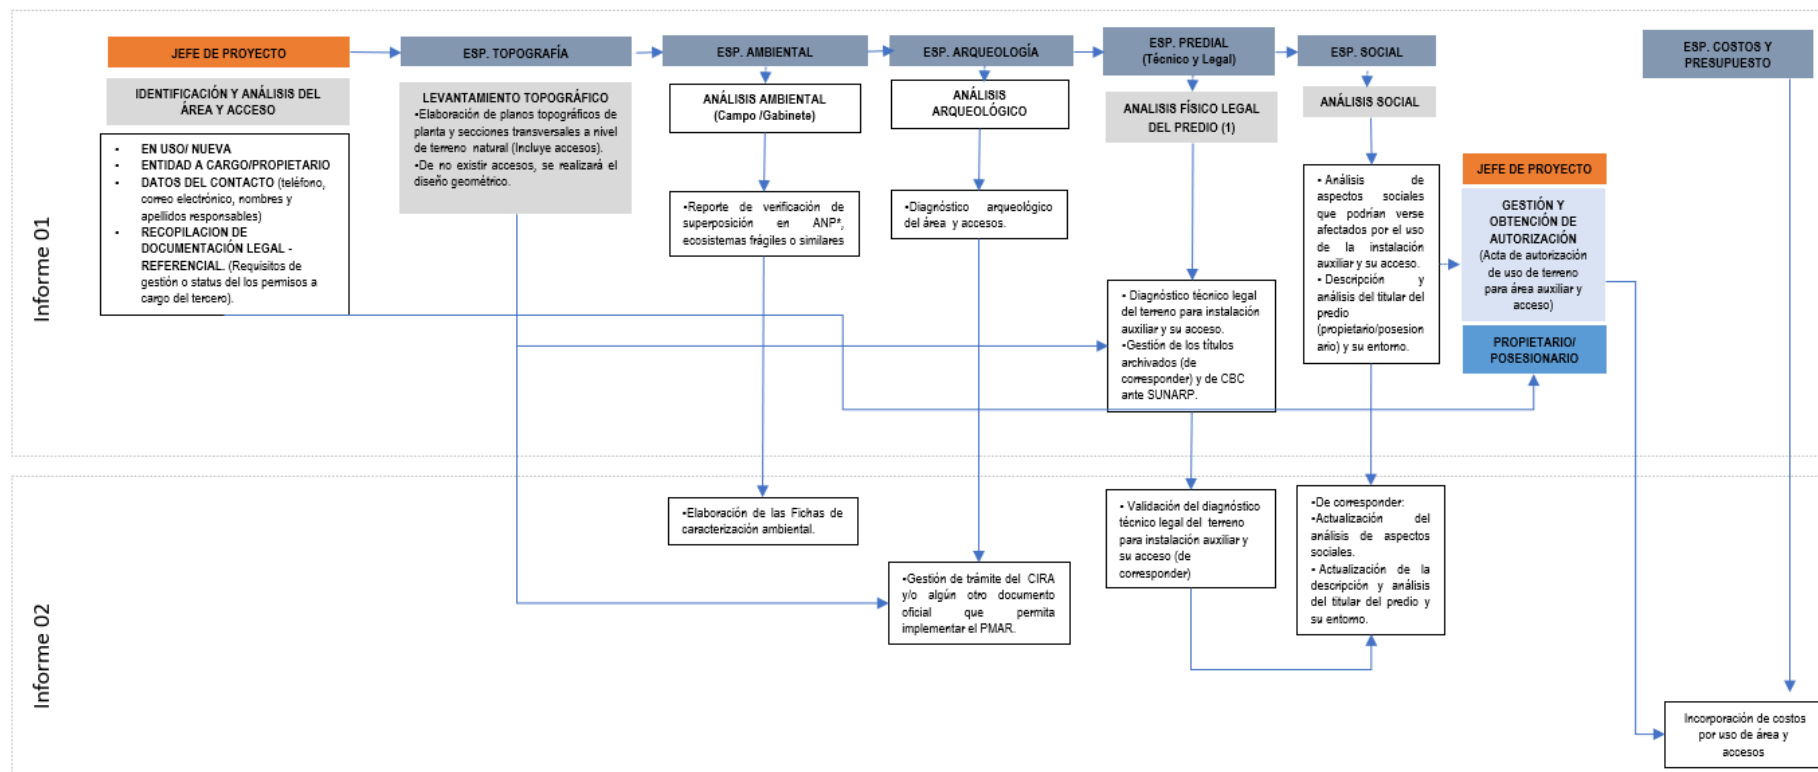 JEFE DE PROYECTO
ESP. TOPOGRAFÍA
ESP. AMBIENTAL
ESP. ARQUEOLOGÍA
ESP. PREDIAL
(Técnico y Legal)
ESP. SOCIAL
ESP. COSTOS Y
PRESUPUESTO
IDENTIFICACIÓN Y ANÁLISIS DEL
ÁREA Y ACCESO
▪ EN USO/ NUEVA
▪ ENTIDAD A CARGO/PROPIETARIO
▪ DATOS DEL CONTACTO (teléfono,
correo electrónico, nombres y
apellidos responsables)
▪ RECOPILACION DE
DOCUMENTACIÓN LEGAL -
REFERENCIAL. (Requisitos de
gestión o status del los permisos a
cargo del tercero).
LEVANTAMIENTO TOPOGRÁFICO
▪Elaboración de planos topográficos de
planta y secciones transversales a nivel
de terreno natural (Incluye accesos).
▪De no existir accesos, se realizará el
diseño geométrico.
ANÁLISIS AMBIENTAL
(Campo /Gabinete)
▪Reporte de verificación de
superposición en ANP*,
ecosistemas frágiles o similares
ANÁLISIS
ARQUEOLÓGICO
▪Diagnóstico arqueológico
del área y accesos.
ANALISIS FÍSICO LEGAL
DEL PREDIO (1)
▪ Diagnóstico técnico legal
del terreno para instalación
auxiliar y su acceso.
▪ Gestión de los títulos
archivados (de
corresponder) y de CBC
ante SUNARP.
ANÁLISIS SOCIAL
▪ Análisis de
aspectos sociales
que podrían verse
afectados por el uso
de la instalación
auxiliar y su acceso.
▪ Descripción y
análisis del titular del
predio
(propietario/posesion
ario) y su entorno.
JEFE DE PROYECTO
GESTIÓN Y
OBTENCIÓN DE
AUTORIZACIÓN
(Acta de autorización
de uso de terreno
para área auxiliar y
acceso)
PROPIETARIO/
POSESIONARIO
Informe 01
▪Elaboración de las Fichas de
caracterización ambiental.
▪Gestión de trámite del CIRA
y/o algún otro documento
oficial que permita
implementar el PMAR.
▪ Validación del diagnóstico
técnico legal del terreno
para instalación auxiliar y
su acceso (de
corresponder)
▪De corresponder:
▪Actualización del
análisis de aspectos
sociales.
▪ Actualización de la
descripción y análisis
del titular del predio y
su entorno.
Incorporación de costos
por uso de área y
accesos
Informe 02